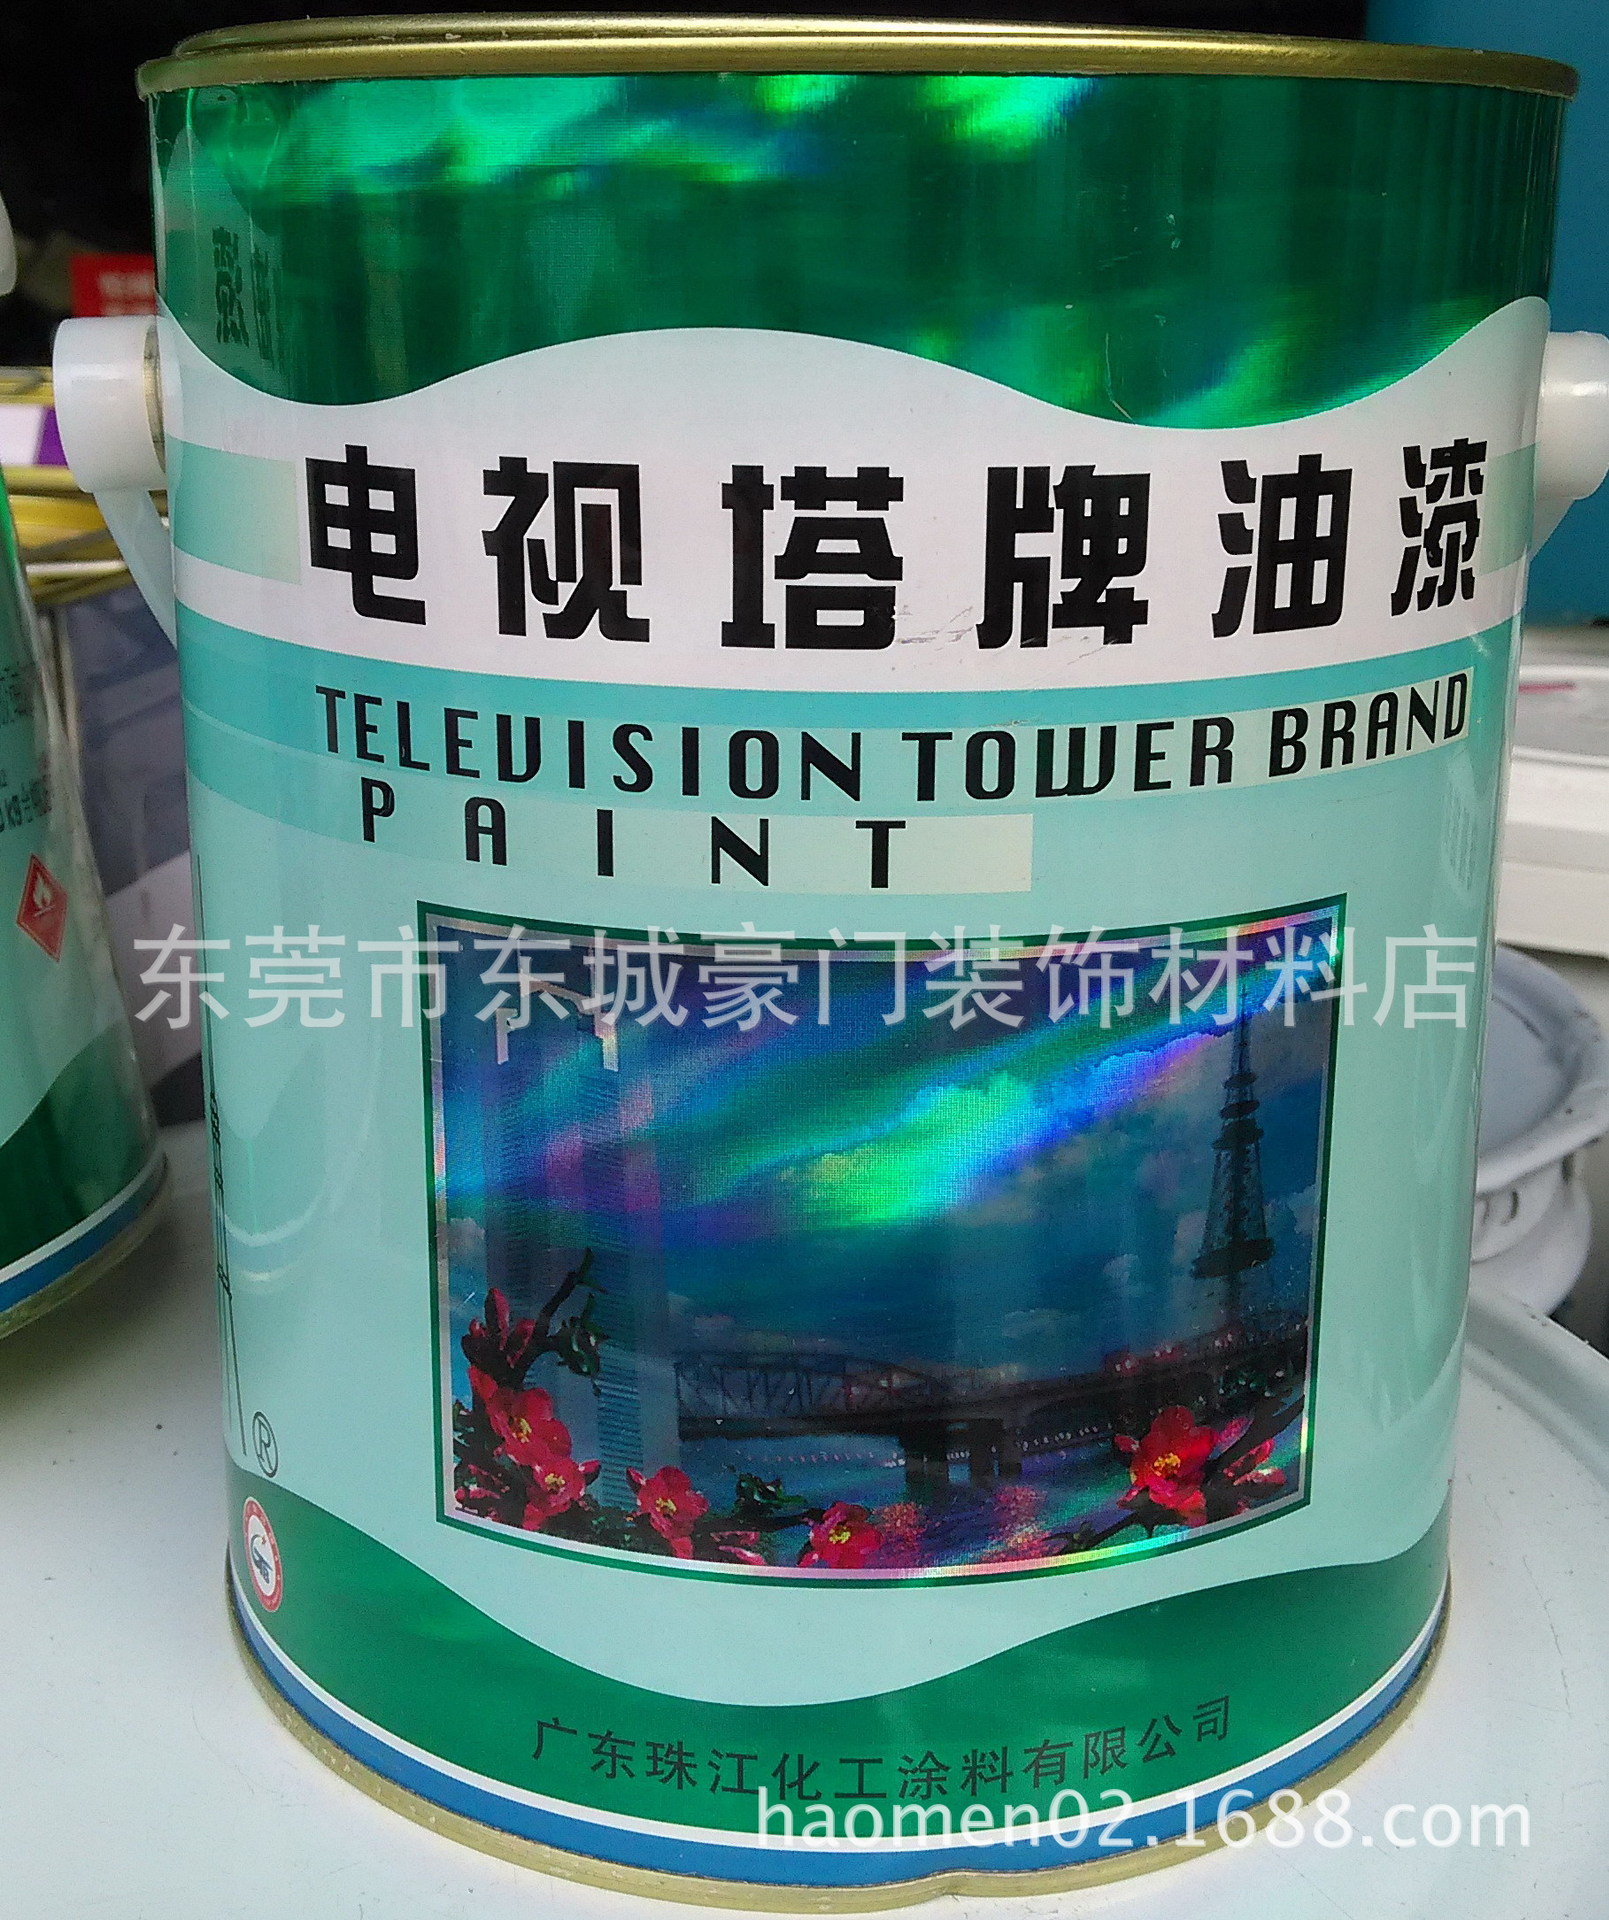 电视塔牌油漆
TELEVISION TOWER BRAND
PAINT
东莞市东城豪门装饰材料店
®
广东珠江化工涂料有限公司
haomen02.1688.com